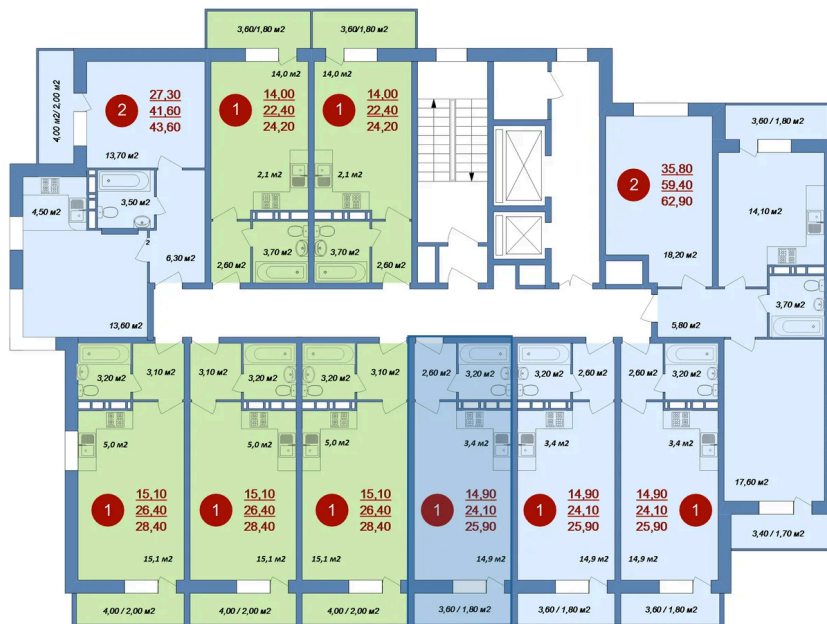 3,60/1,80 м2
3,60/1,80 м2
4,00 м2/ 2,00 м2
2
27,30
41,60
43,60
13,70 м2
14,0 м2
1
14,00
22,40
24,20
14,0 м2
1
14,00
22,40
24,20
3,60 / 1,80 м2
2
35,80
59,40
62,90
18,20 м2
14,10 м2
4,50 м2
3,50 м2
2,1 м2
2,1 м2
2
6,30 м2
2,60 м2
3,70 м2
3,70 м2
2,60 м2
3,70 м2
13,60 м2
5,80 м2
3,20 м2
3,10 м2
3,10 м2
3,20 м2
3,20 м2
3,10 м2
2,60 м2
3,20 м2
3,20 м2
2,60 м2
2,60 м2
3,20 м2
5,0 м2
5,0 м2
5,0 м2
3,4 м2
3,4 м2
3,4 м2
17,60 м2
1
15,10
26,40
28,40
1
15,10
26,40
28,40
1
15,10
26,40
28,40
1
14,90
24,10
25,90
1
14,90
24,10
25,90
14,90
24,10
25,90
1
15,1 м2
15,1 м2
15,1 м2
14,9 м2
14,9 м2
14,9 м2
3,40 / 1,70 м2
4,00 / 2,00 м2
4,00 / 2,00 м2
4,00 / 2,00 м2
3,60 / 1,80 м2
3,60 / 1,80 м2
3,60 / 1,80 м2